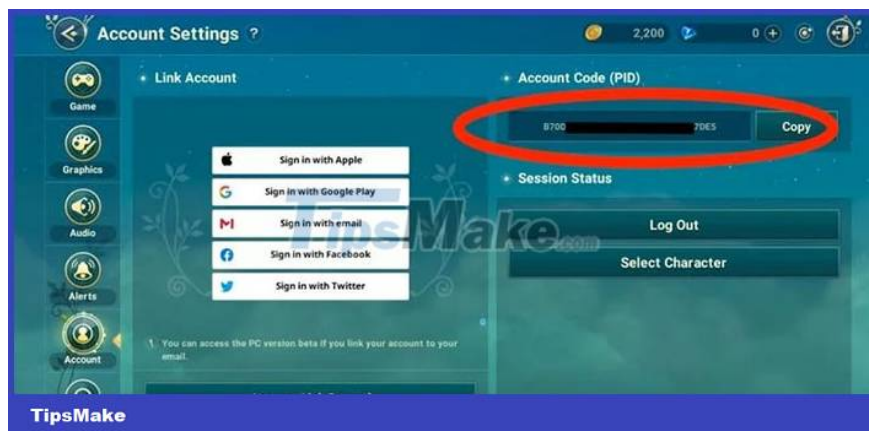 Account Settings ?
2,200
0
Game
Graphics
Audio
Alerts
Account
Link Account
Sign in with Apple
Sign in with Google Play
Sign in with email
Sign in with Facebook
Sign in with Twitter
You can access the PC version beta if you link your account to your
email.
Account Code (PID)
B700 7DE5
Copy
Session Status
Log Out
Select Character
TipsMake.com
TipsMake